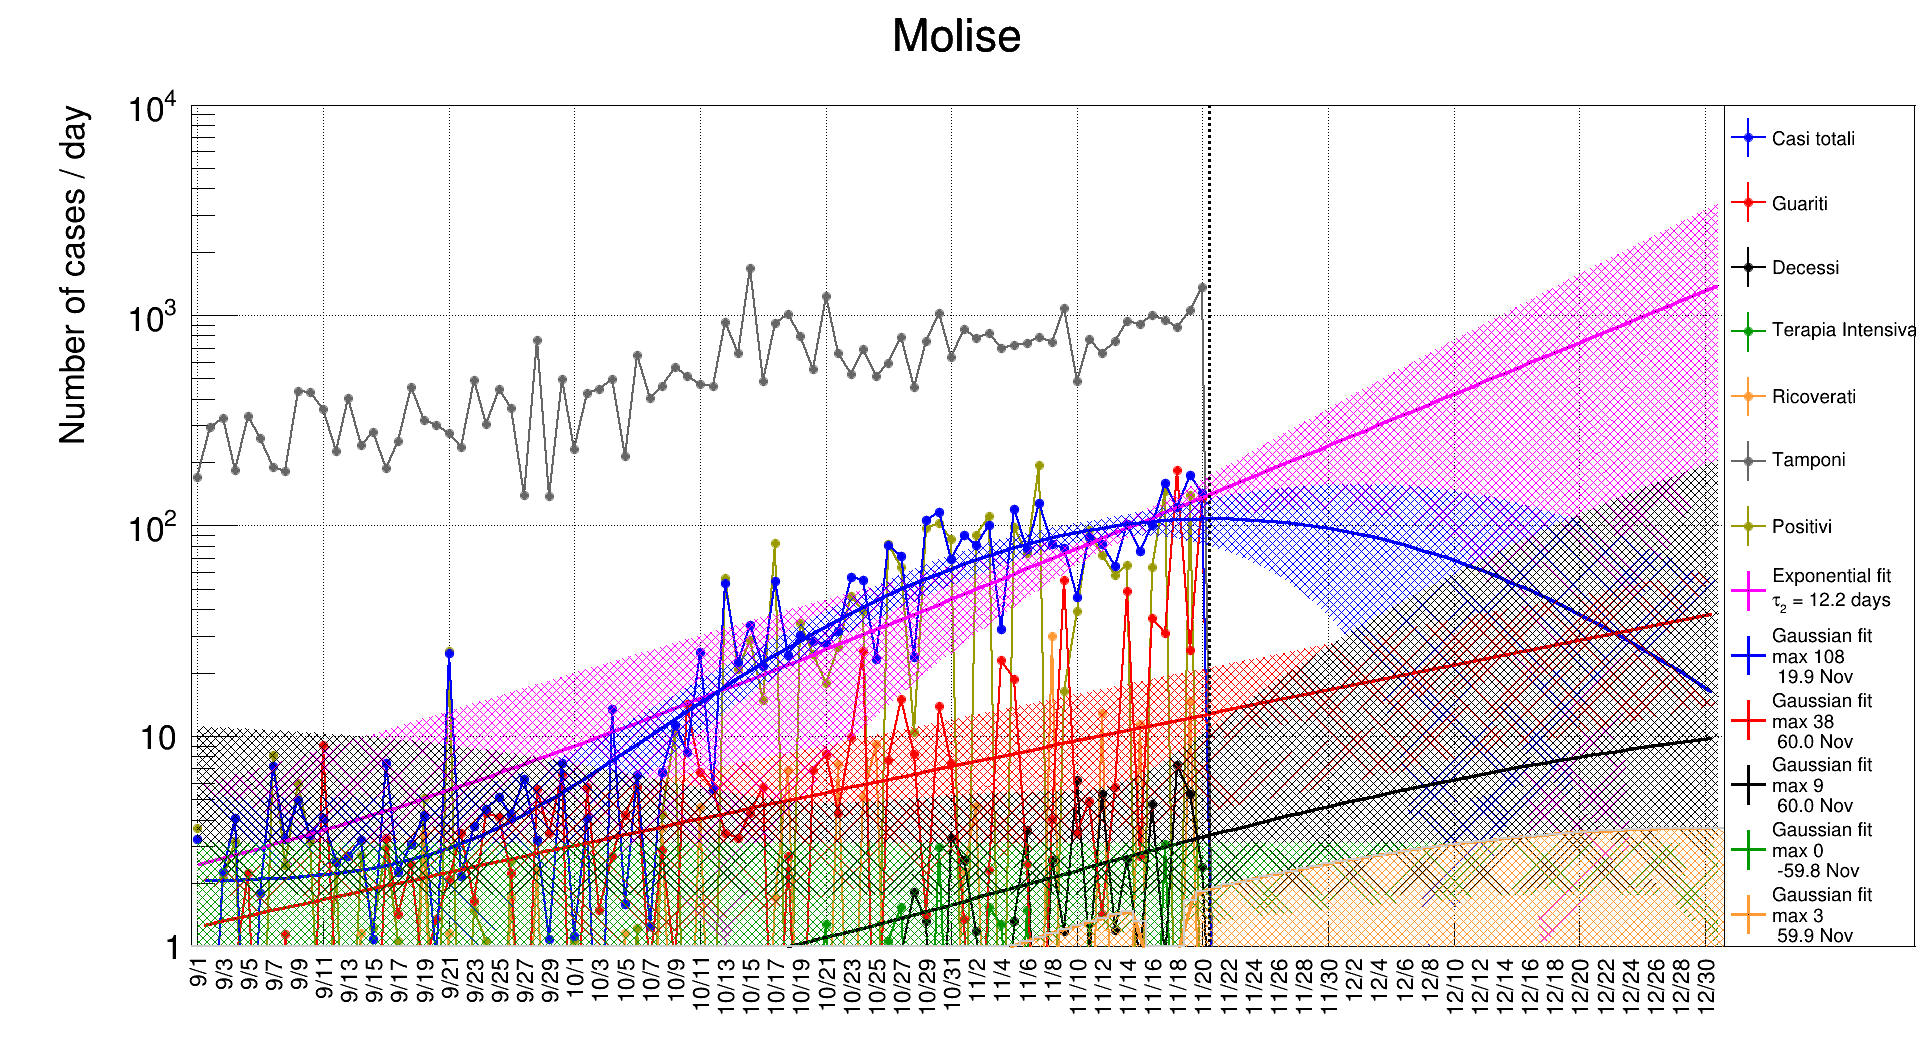 Molise
Number of cases / day
10^4
10^3
10^2
10
1
9/1
9/3
9/5
9/7
9/9
9/11
9/13
9/15
9/17
9/19
9/21
9/23
9/25
9/27
9/29
10/1
10/3
10/5
10/7
10/9
10/11
10/13
10/15
10/17
10/19
10/21
10/23
10/25
10/27
10/29
10/31
11/2
11/4
11/6
11/8
11/10
11/12
11/14
11/16
11/18
11/20
11/22
11/24
11/26
11/28
11/30
12/2
12/4
12/6
12/8
12/10
12/12
12/14
12/16
12/18
12/20
12/22
12/24
12/26
12/28
12/30
Casi totali
Guariti
Decessi
Terapia Intensiva
Ricoverati
Tamponi
Positivi
Exponential fit
τ₂ = 12.2 days
Gaussian fit
max 108
19.9 Nov
Gaussian fit
max 38
60.0 Nov
Gaussian fit
max 9
60.0 Nov
Gaussian fit
max 0
-59.8 Nov
Gaussian fit
max 3
59.9 Nov